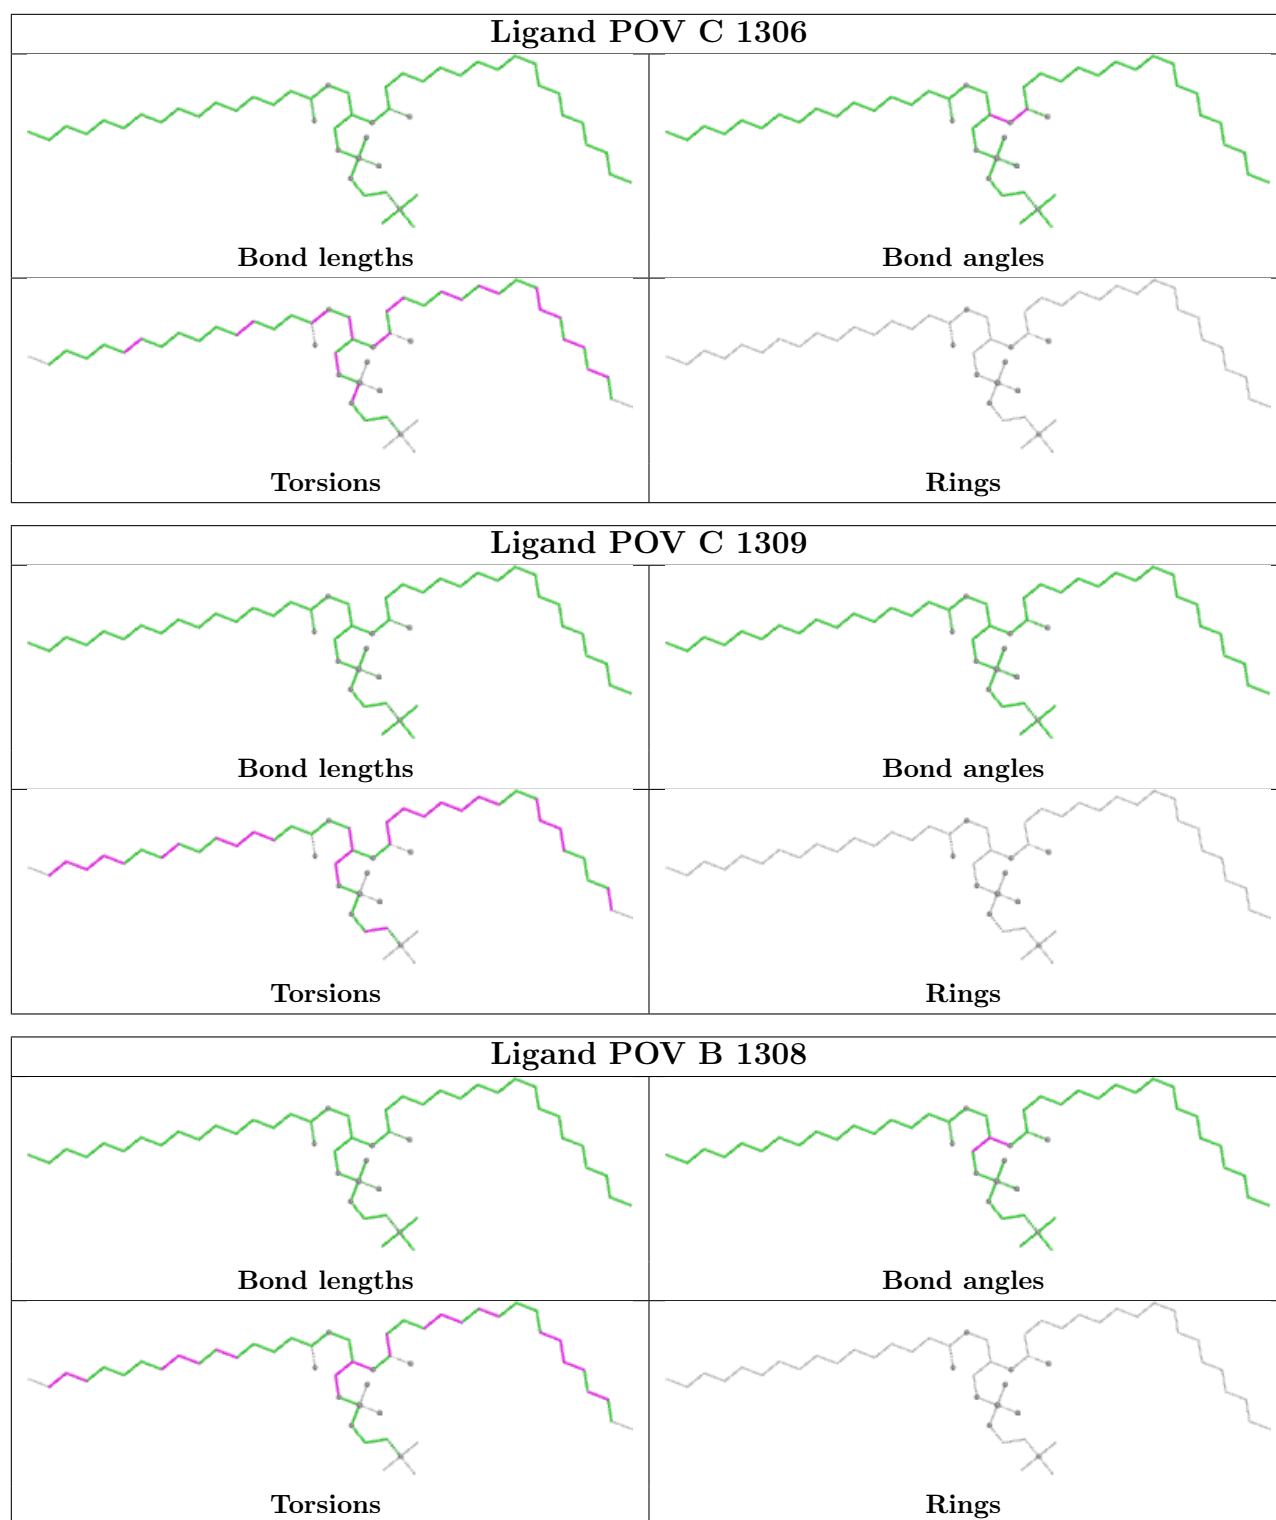 Ligand POV C 1306
Bond lengths
Bond angles
Torsions
Rings
Ligand POV C 1309
Bond lengths
Bond angles
Torsions
Rings
Ligand POV B 1308
Bond lengths
Bond angles
Torsions
Rings